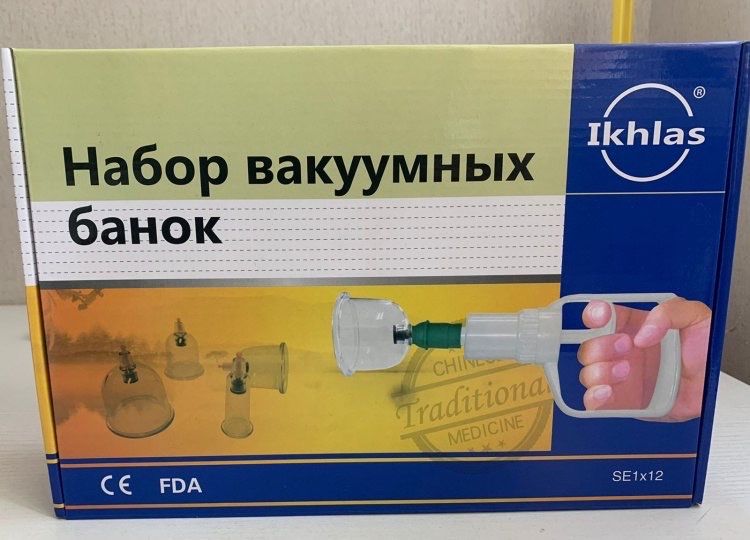 Ikhlas ®
Набор вакуумных
банок
CHINESE
Traditional
MEDICINE
CE FDA
SE1x12